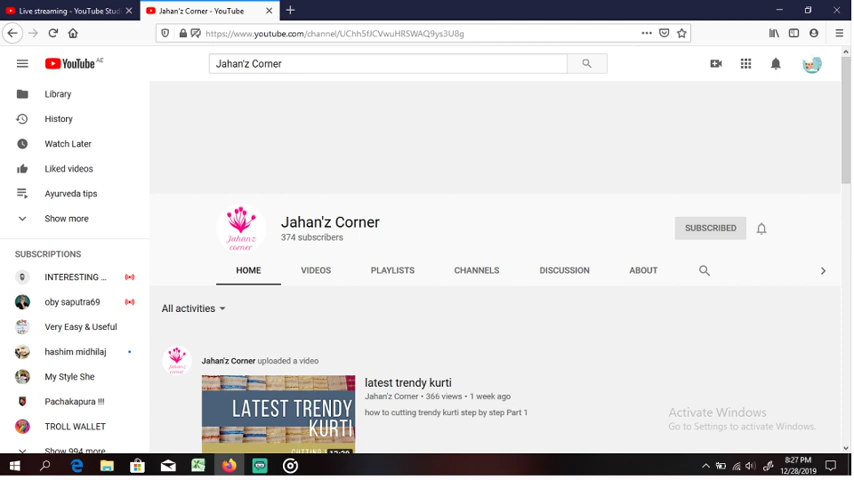 Live streaming - YouTube Studi
Jahan'z Corner - YouTube
https://www.youtube.com/channel/UChhSfJCVwuHRSWAQ9ys3U8g
YouTube AE
Jahan'z Corner
Library
History
Watch Later
Liked videos
Ayurveda tips
Show more
SUBSCRIPTIONS
INTERESTING ...
oby saputra69
Very Easy & Useful
hashim midhilaj
My Style She
Pachakapura !!!
TROLL WALLET
Show 994 more
Jahanz
corner
Jahan'z Corner
374 subscribers
SUBSCRIBED
HOME
VIDEOS
PLAYLISTS
CHANNELS
DISCUSSION
ABOUT
All activities
Jahan'z Corner uploaded a video
LATEST TRENDY
KURTI
latest trendy kurti
Jahan'z Corner • 366 views • 1 week ago
how to cutting trendy kurti step by step Part 1
Activate Windows
Go to Settings to activate Windows.
8:27 PM
12/28/2019